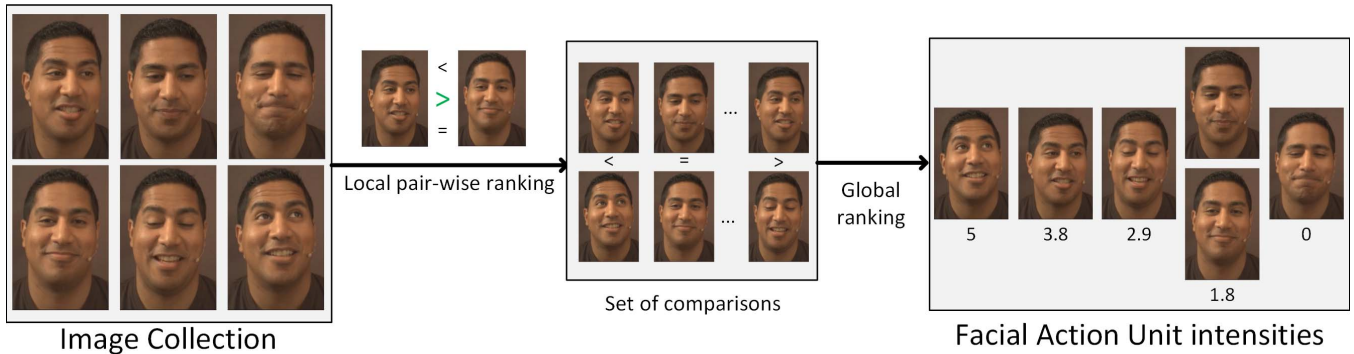 <
>
=
Local pair-wise ranking
...
< = >
...
Set of comparisons
Global
ranking
5 3.8 2.9 0
1.8
Image Collection
Facial Action Unit intensities